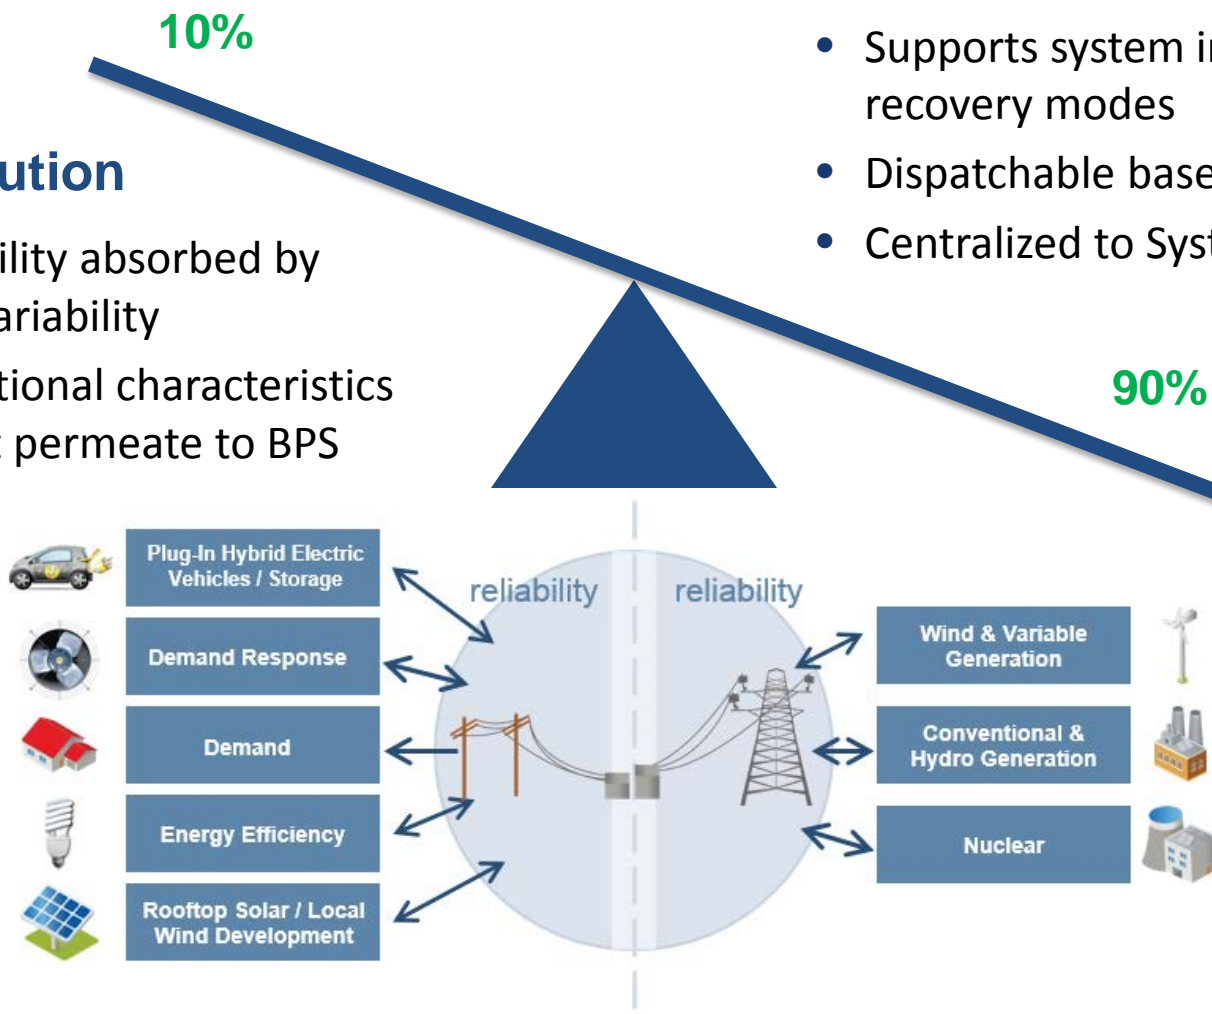 10%
ution
ility absorbed by
ariability
tional characteristics
permeate to BPS
• Supports system
recovery modes
• Dispatchable base
• Centralized to Syst
90%
reliability
reliability
Plug-In Hybrid Electric
Vehicles / Storage
Demand Response
Demand
Energy Efficiency
Rooftop Solar / Local
Wind Development
Wind & Variable
Generation
Conventional &
Hydro Generation
Nuclear